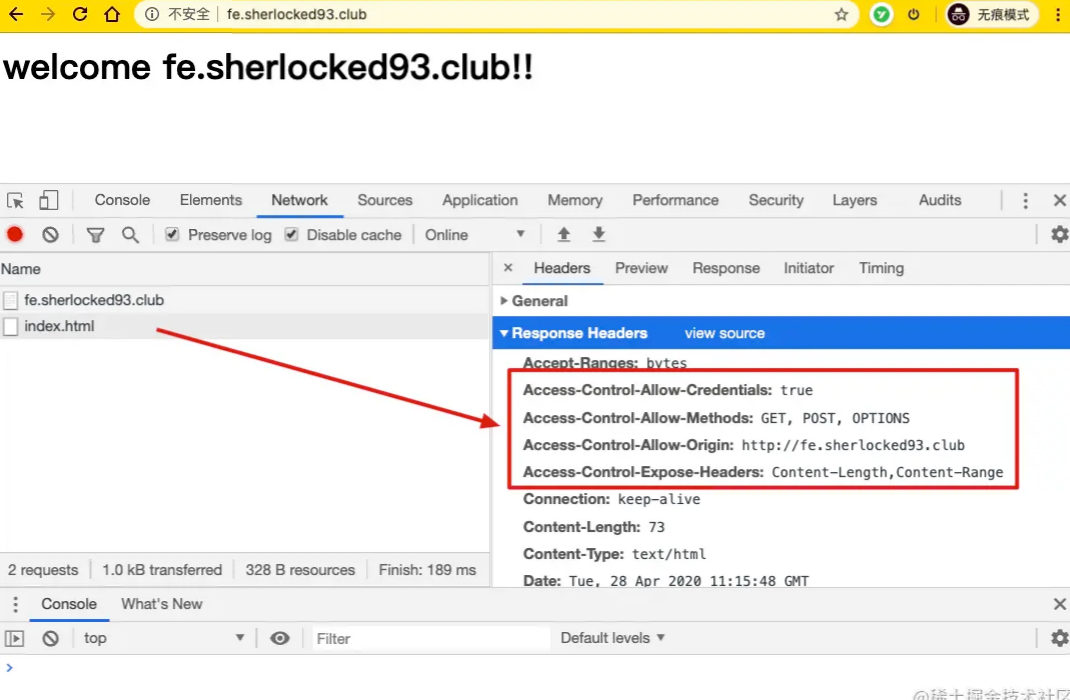 不安全 fe.sherlocked93.club 无痕模式
welcome fe.sherlocked93.club!!
Console Elements Network Sources Application Memory Performance Security Layers Audits
Preserve log Disable cache Online
Name
fe.sherlocked93.club
index.html
Headers Preview Response Initiator Timing
General
Response Headers view source
Accept-Ranges: bytes
Access-Control-Allow-Credentials: true
Access-Control-Allow-Methods: GET, POST, OPTIONS
Access-Control-Allow-Origin: http://fe.sherlocked93.club
Access-Control-Expose-Headers: Content-Length,Content-Range
Connection: keep-alive
Content-Length: 73
Content-Type: text/html
Date: Tue, 28 Apr 2020 11:15:48 GMT
2 requests 1.0 kB transferred 328 B resources Finish: 189 ms
Console What's New
top Filter Default levels
@稀土掘金技术社区